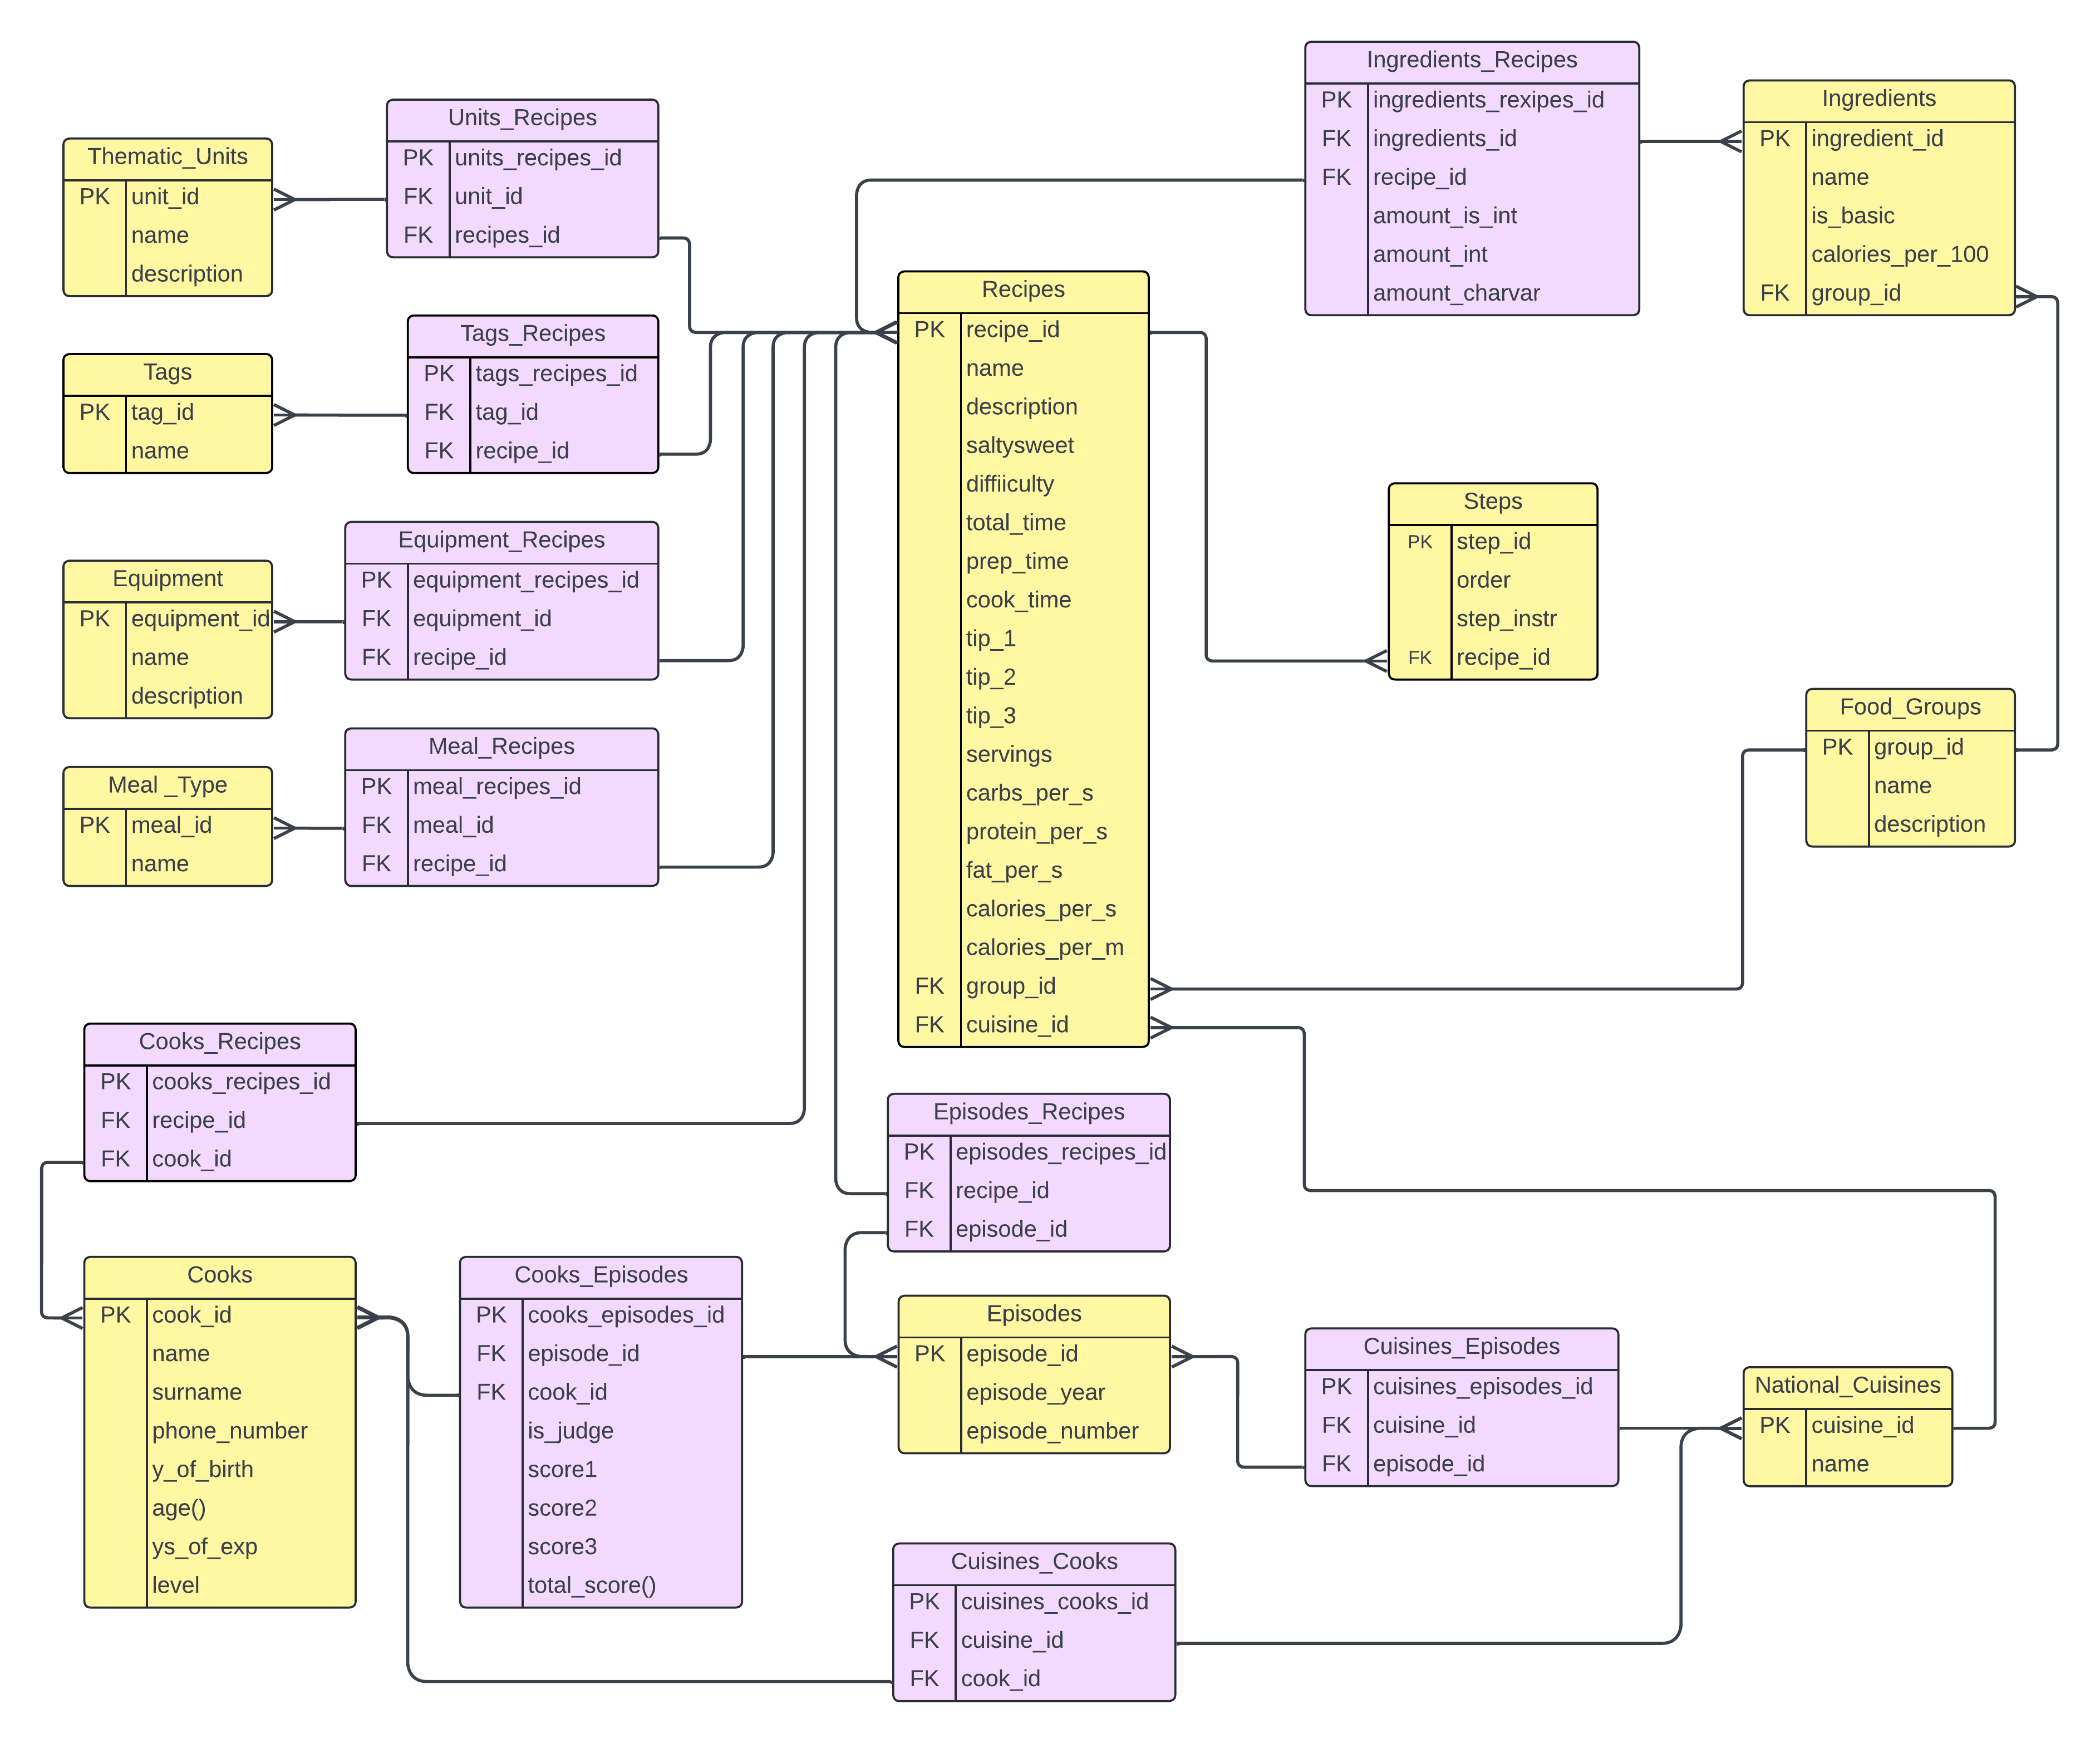 Thematic_Units
PK unit_id
name
description
Units_Recipes
PK units_recipes_id
FK unit_id
FK recipes_id
Tags
PK tag_id
name
Tags_Recipes
PK tags_recipes_id
FK tag_id
FK recipe_id
Equipment
PK equipment_id
name
description
Equipment_Recipes
PK equipment_recipes_id
FK equipment_id
FK recipe_id
Meal _Type
PK meal_id
name
Meal_Recipes
PK meal_recipes_id
FK meal_id
FK recipe_id
Recipes
PK recipe_id
name
description
saltysweet
diffiiculty
total_time
prep_time
cook_time
tip_1
tip_2
tip_3
servings
carbs_per_s
protein_per_s
fat_per_s
calories_per_s
calories_per_m
FK group_id
FK cuisine_id
Ingredients_Recipes
PK ingredients_rexipes_id
FK ingredients_id
FK recipe_id
amount_is_int
amount_int
amount_charvar
Ingredients
PK ingredient_id
name
is_basic
calories_per_100
FK group_id
Steps
PK step_id
order
step_instr
FK recipe_id
Food_Groups
PK group_id
name
description
Cooks_Recipes
PK cooks_recipes_id
FK recipe_id
FK cook_id
Cooks
PK cook_id
name
surname
phone_number
y_of_birth
age()
ys_of_exp
level
Cooks_Episodes
PK cooks_episodes_id
FK episode_id
FK cook_id
is_judge
score1
score2
score3
total_score()
Episodes_Recipes
PK episodes_recipes_id
FK recipe_id
FK episode_id
Episodes
PK episode_id
episode_year
episode_number
Cuisines_Episodes
PK cuisines_episodes_id
FK cuisine_id
FK episode_id
National_Cuisines
PK cuisine_id
name
Cuisines_Cooks
PK cuisines_cooks_id
FK cuisine_id
FK cook_id